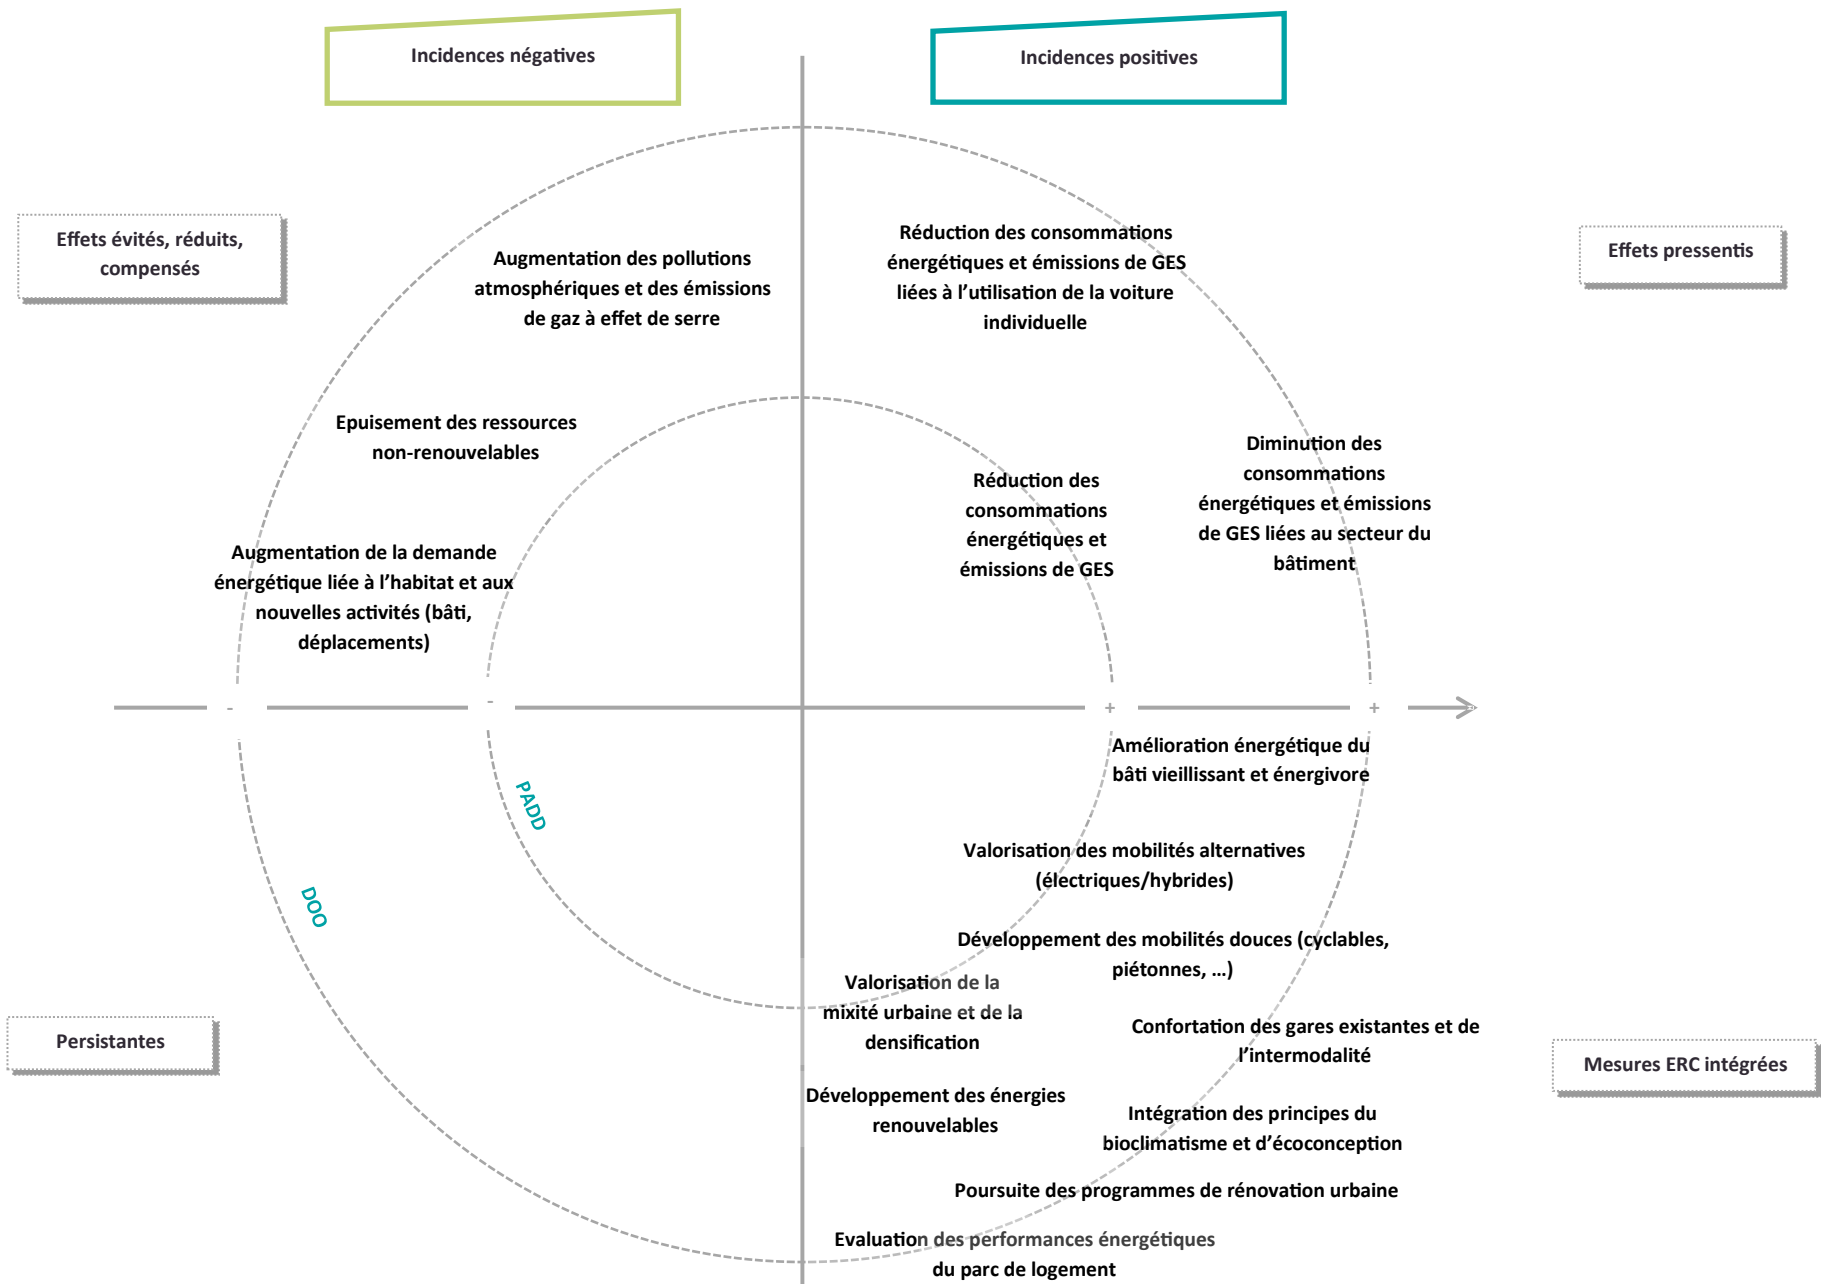 Incidences négatives
Incidences positives
Effets évités, réduits,
compensés
Effets pressentis
Augmentation des pollutions
atmosphériques et des émissions
de gaz à effet de serre
Réduction des consommations
énergétiques et émissions de GES
liées à l'utilisation de la voiture
individuelle
Epuisement des ressources
non-renouvelables
Réduction des
consommations
énergétiques et
émissions de GES
Diminution des
consommations
énergétiques et émissions
de GES liées au secteur du
bâtiment
Augmentation de la demande
énergétique liée à l'habitat et aux
nouvelles activités (bâti,
déplacements)
- - + +
Amélioration énergétique du
bâti vieillissant et énergivore
PADD
DOO
Valorisation des mobilités alternatives
(électriques/hybrides)
Développement des mobilités douces (cyclables,
piétonnes, ...)
Valorisation de la
mixité urbaine et de la
densification
Confortation des gares existantes et de
l'intermodalité
Persistantes
Mesures ERC intégrées
Développement des énergies
renouvelables
Intégration des principes du
bioclimatisme et d'écoconception
Poursuite des programmes de rénovation urbaine
Evaluation des performances énergétiques
du parc de logement